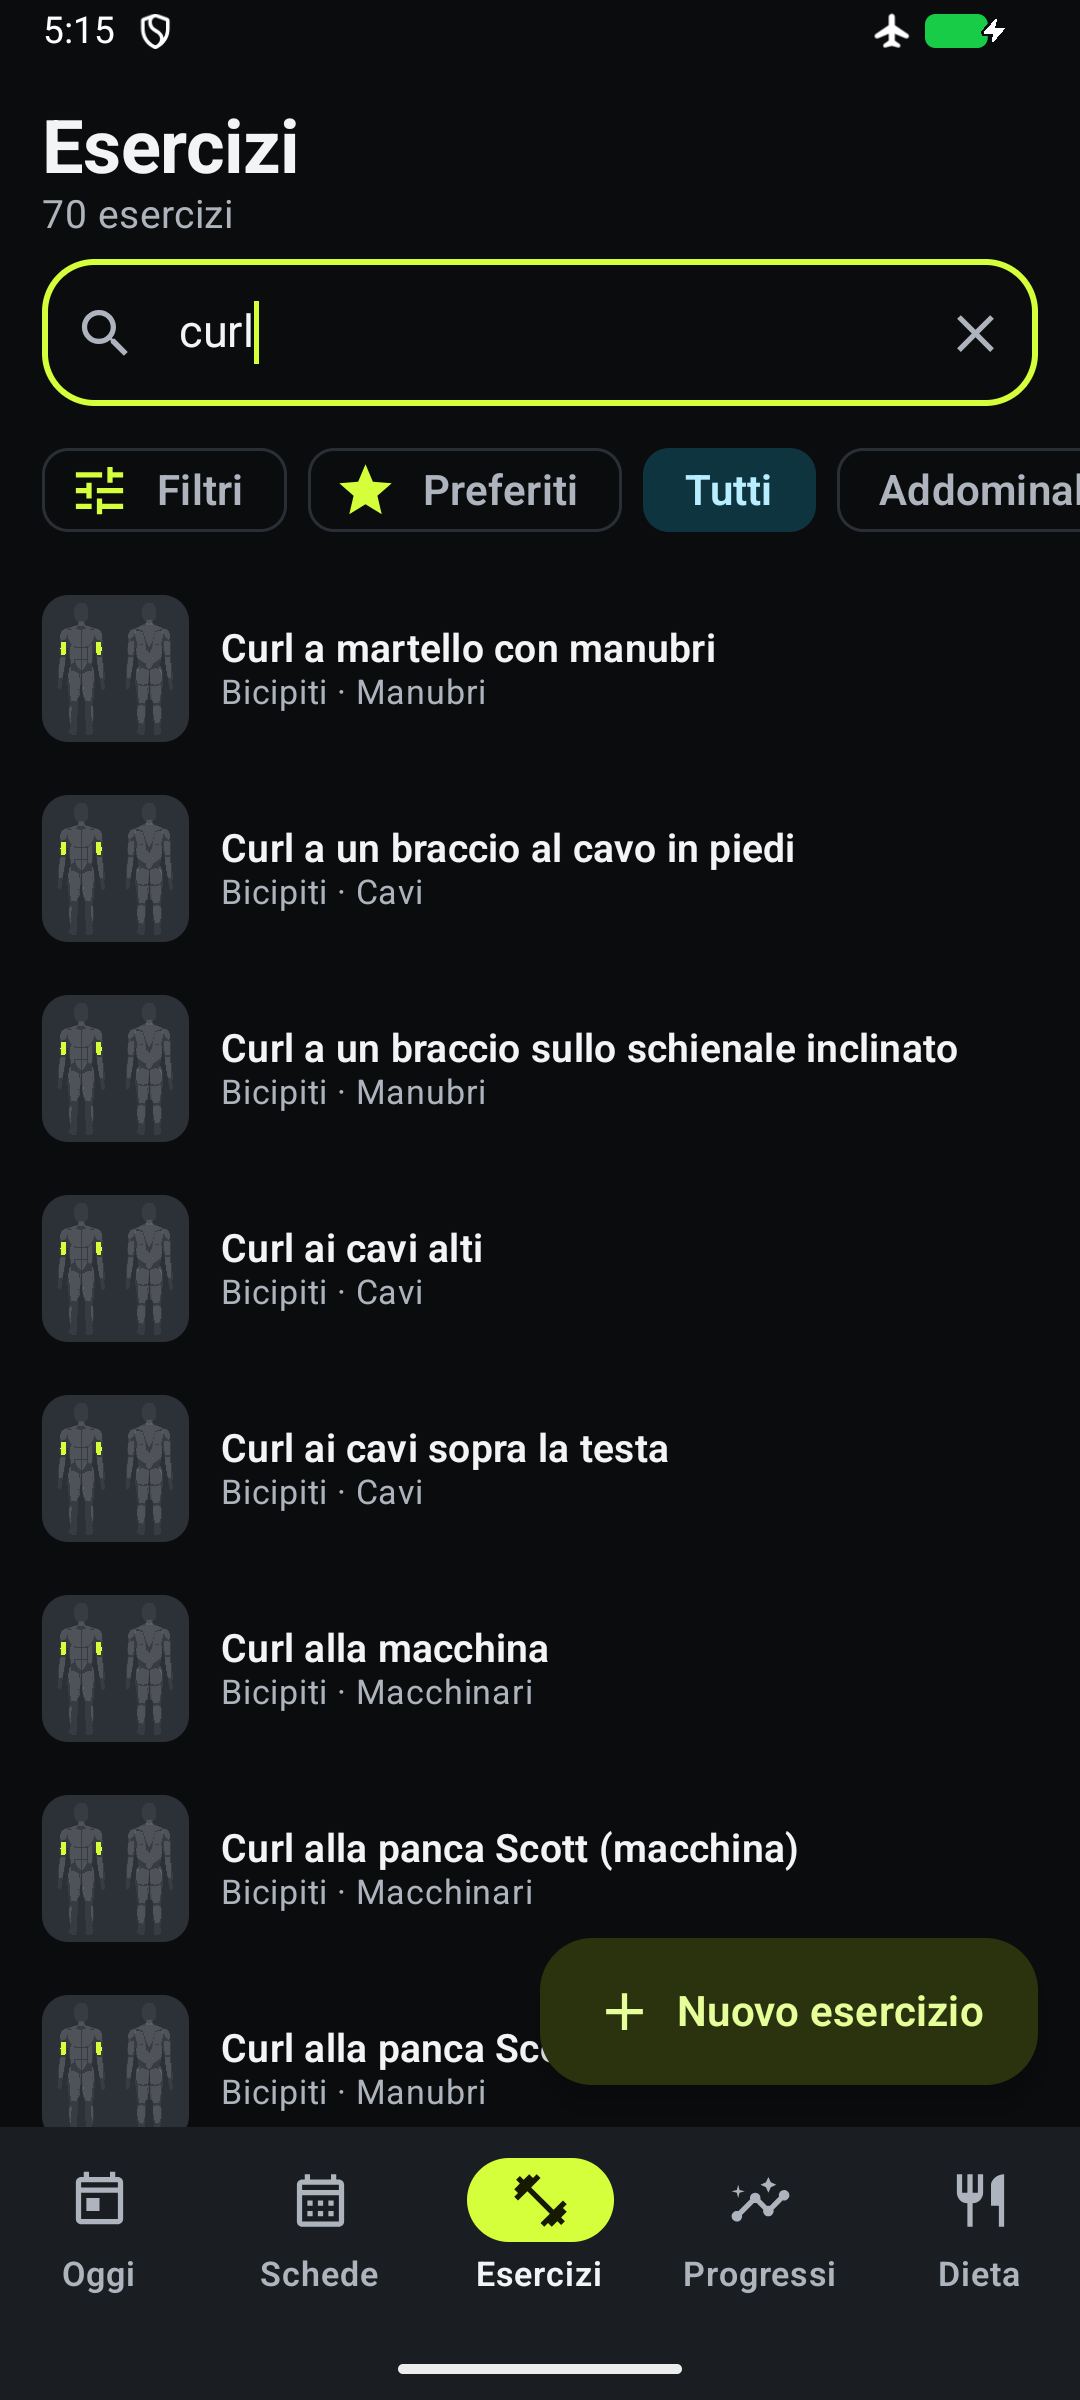 5:15
Esercizi
70 esercizi
curl
Filtri
Preferiti
Tutti
Addominal
Curl a martello con manubri
Bicipiti · Manubri
Curl a un braccio al cavo in piedi
Bicipiti · Cavi
Curl a un braccio sullo schienale inclinato
Bicipiti · Manubri
Curl ai cavi alti
Bicipiti · Cavi
Curl ai cavi sopra la testa
Bicipiti · Cavi
Curl alla macchina
Bicipiti · Macchinari
Curl alla panca Scott (macchina)
Bicipiti · Macchinari
Curl alla panca
Bicipiti · Manubri
Nuovo esercizio
Oggi
Schede
Esercizi
Progressi
Dieta